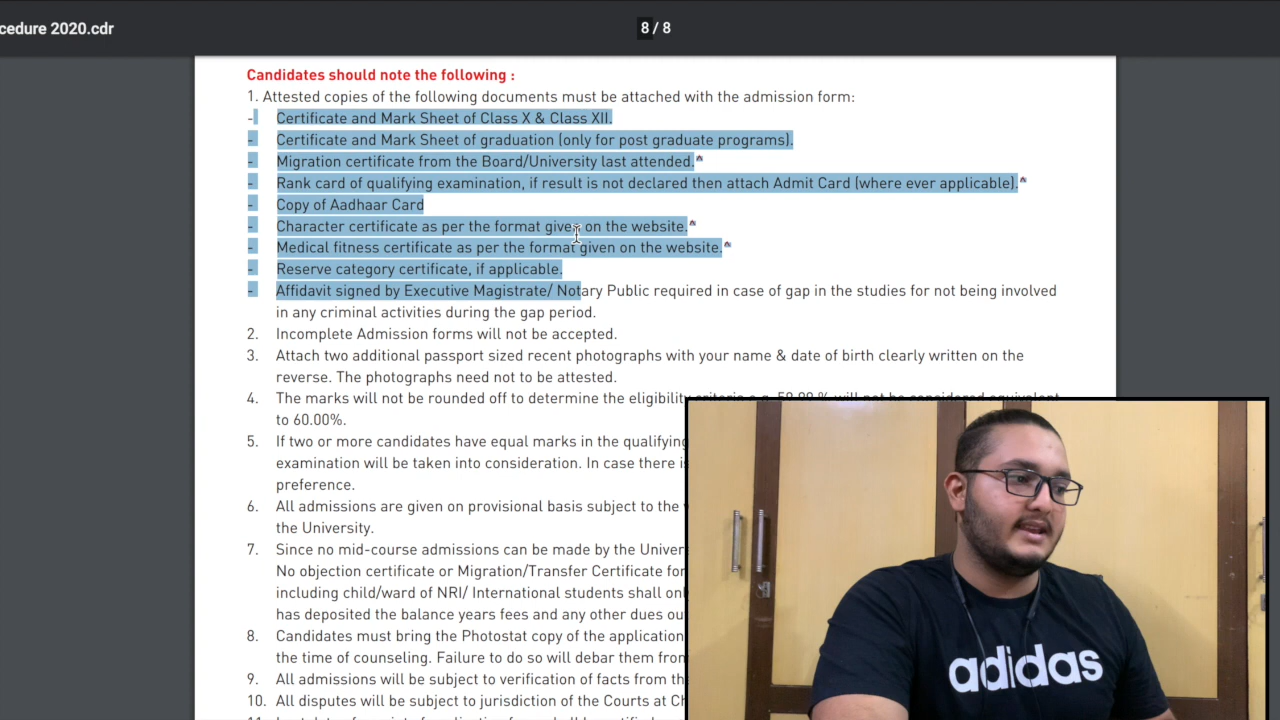 cedure 2020.cdr
8 / 8
Candidates should note the following :
1. Attested copies of the following documents must be attached with the admission form:
- Certificate and Mark Sheet of Class X & Class XII.
- Certificate and Mark Sheet of graduation (only for post graduate programs).
- Migration certificate from the Board/University last attended.^
- Rank card of qualifying examination, if result is not declared then attach Admit Card (where ever applicable).^
- Copy of Aadhaar Card
- Character certificate as per the format given on the website.^
- Medical fitness certificate as per the format given on the website.^
- Reserve category certificate, if applicable.
- Affidavit signed by Executive Magistrate/ Notary Public required in case of gap in the studies for not being involved
in any criminal activities during the gap period.
2. Incomplete Admission forms will not be accepted.
3. Attach two additional passport sized recent photographs with your name & date of birth clearly written on the
reverse. The photographs need not to be attested.
4. The marks will not be rounded off to determine the eligibility
to 60.00%.
5. If two or more candidates have equal marks in the qualifying
examination will be taken into consideration. In case there
preference.
6. All admissions are given on provisional basis subject to the
the University.
7. Since no mid-course admissions can be made by the
No objection certificate or Migration/Transfer Certificate
including child/ward of NRI/ International students shall
has deposited the balance years fees and any other dues
8. Candidates must bring the Photostat copy of the application
the time of counseling. Failure to do so will debar them
9. All admissions will be subject to verification of facts from
10. All disputes will be subject to jurisdiction of the Courts at
adidas